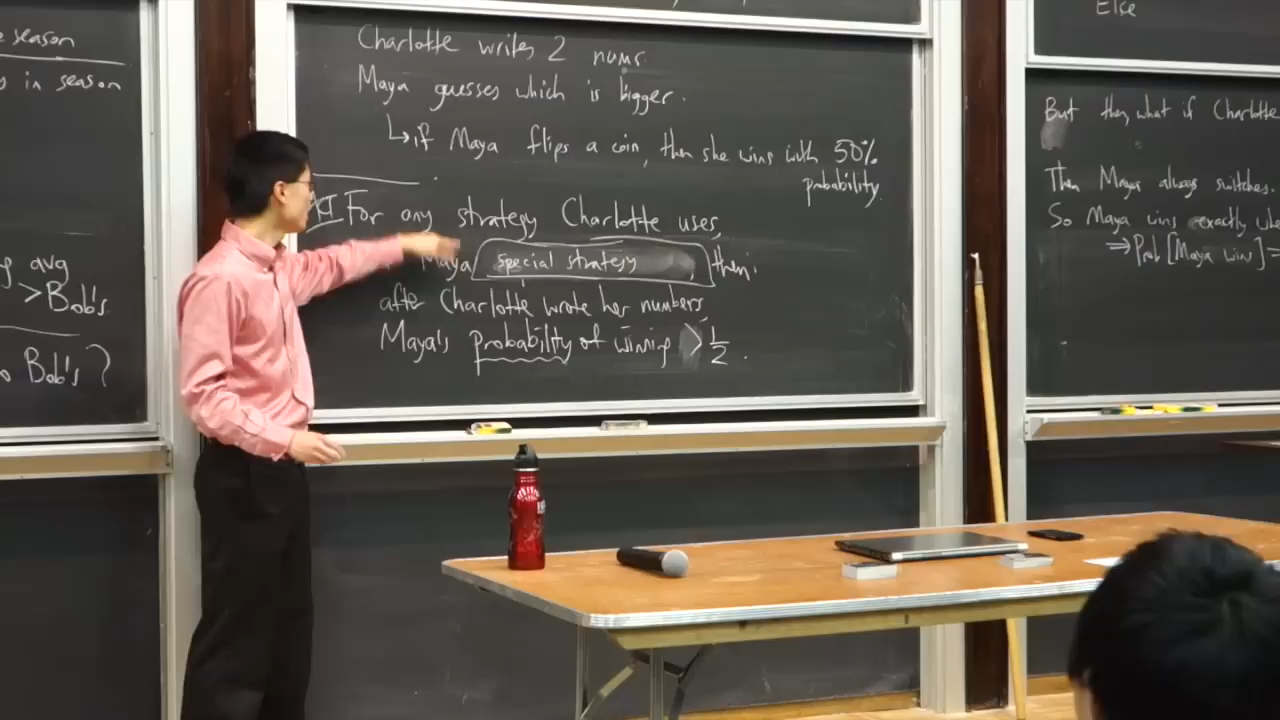 e season
s in season
g avg
>Bob's
o Bob's?
Charlotte writes 2 nums.
Maya guesses which is bigger.
↳if Maya flips a coin, then she wins with 50%
probability.
For any strategy Charlotte uses,
Maya special strategy then:
after Charlotte wrote her numbers,
Maya's probability of winning > 1/2.
Else
But then, what if Charlotte
Then Maya always switches.
So Maya wins exactly whe
⇒Prob[Maya wins]=